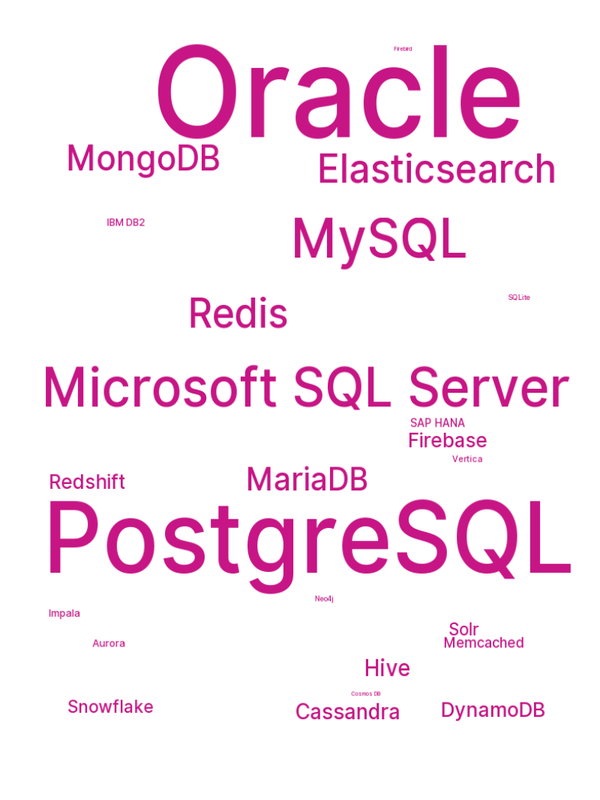 Firebird
Oracle
MongoDB
Elasticsearch
IBM DB2
MySQL
SQLite
Redis
Microsoft SQL Server
SAP HANA
Firebase
Vertica
MariaDB
Redshift
PostgreSQL
Neo4j
Impala
Solr
Aurora
Memcached
Hive
Cosmos DB
Snowflake
Cassandra
DynamoDB